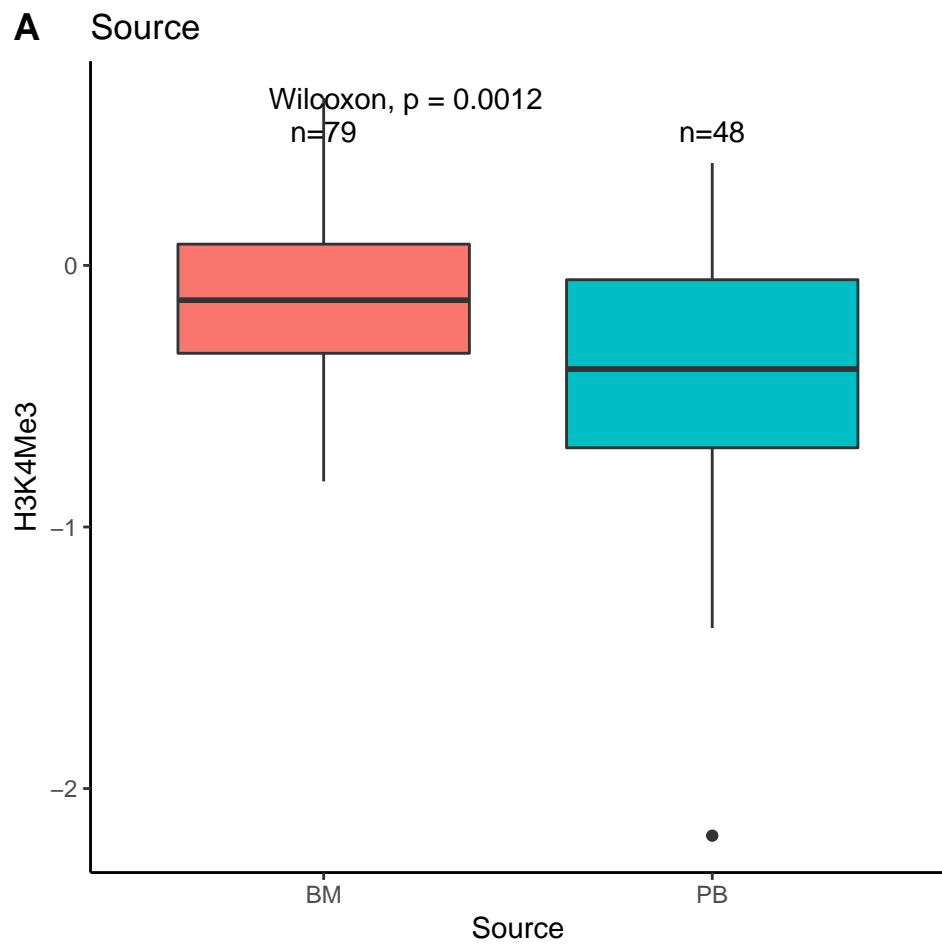 A Source
Wilcoxon, p = 0.0012
n=79 n=48
0
−1
−2
H3K4Me3
BM PB
Source